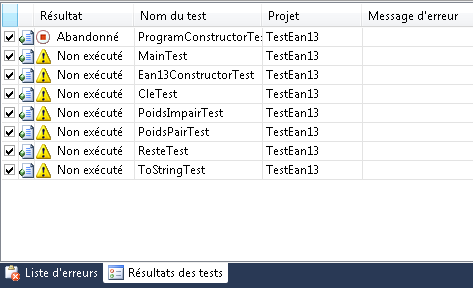 Résultat Nom du test Projet Message d'erreur
Abandonné ProgramConstructorTe TestEan13
Non exécuté MainTest TestEan13
Non exécuté Ean13ConstructorTest TestEan13
Non exécuté CleTest TestEan13
Non exécuté PoidsImpairTest TestEan13
Non exécuté PoidsPairTest TestEan13
Non exécuté ResteTest TestEan13
Non exécuté ToStringTest TestEan13
Liste d'erreurs Résultats des tests